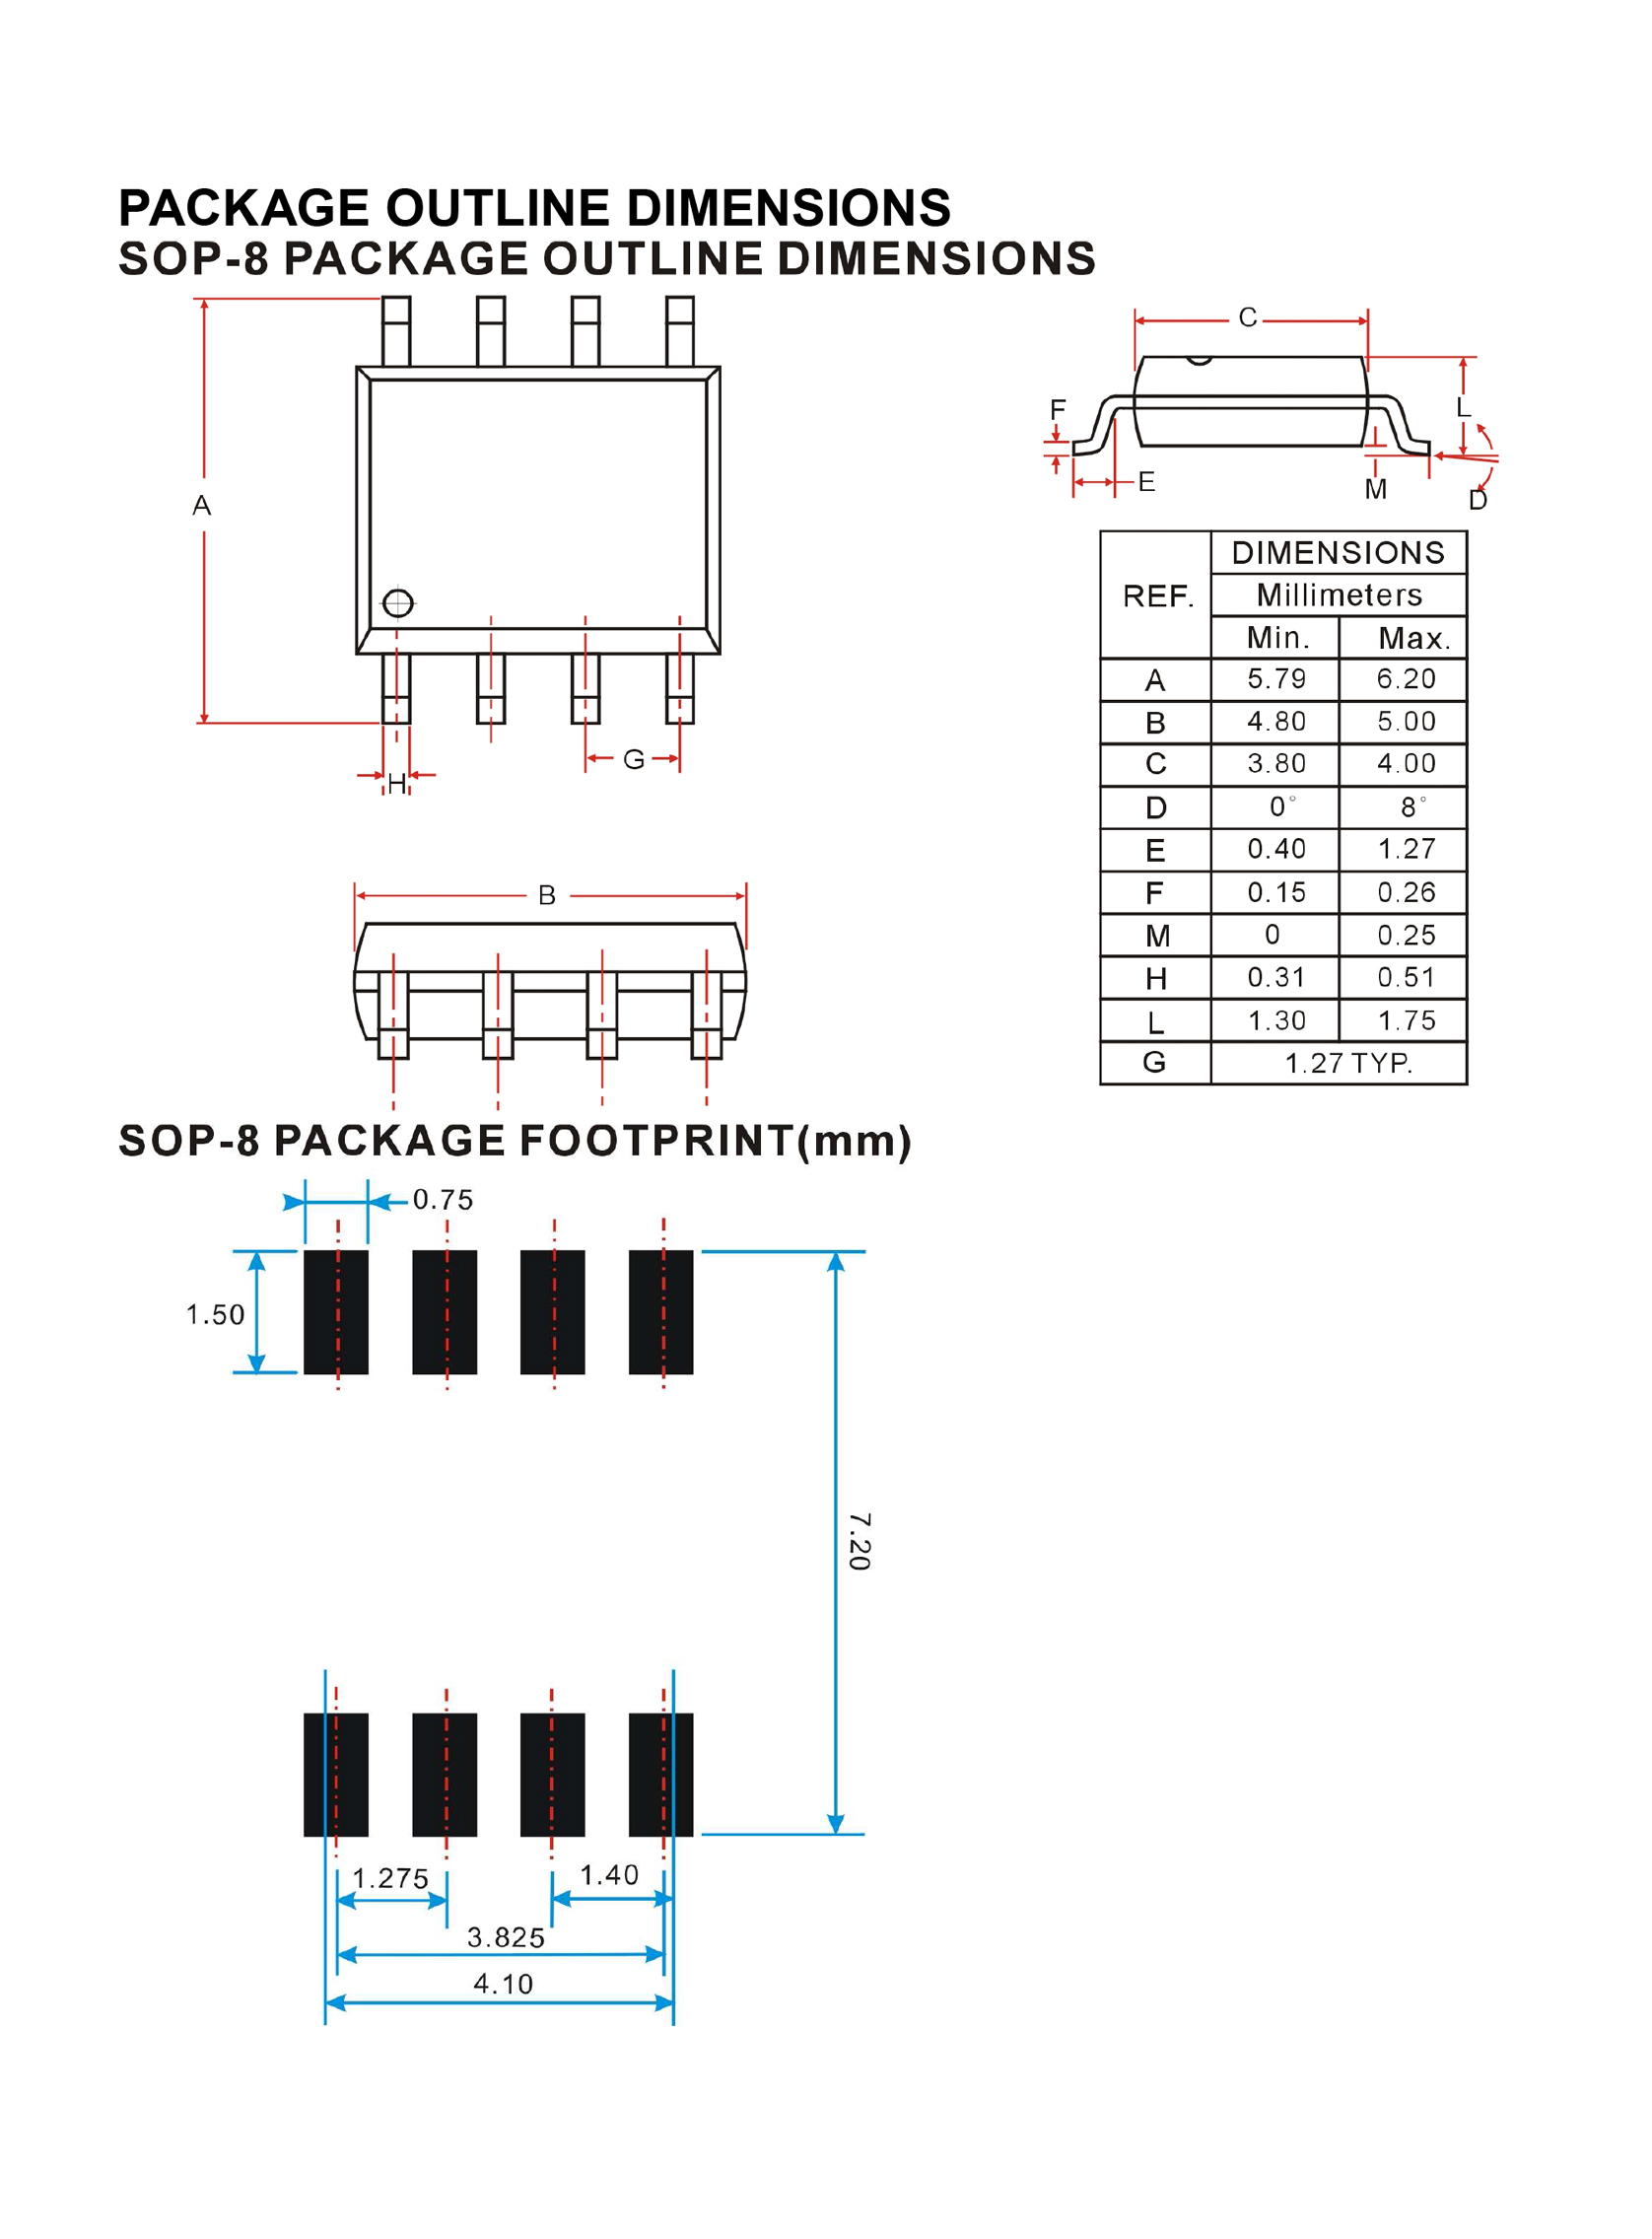 PACKAGE OUTLINE DIMENSIONS
SOP-8 PACKAGE OUTLINE DIMENSIONS
A
H
G
C
F
L
E
M
D
REF. DIMENSIONS
Millimeters
Min. Max.
A 5.79 6.20
B 4.80 5.00
C 3.80 4.00
D 0° 8°
E 0.40 1.27
F 0.15 0.26
M 0 0.25
H 0.31 0.51
L 1.30 1.75
G 1.27 TYP.
B
SOP-8 PACKAGE FOOTPRINT(mm)
0.75
1.50
7.20
1.275
1.40
3.825
4.10